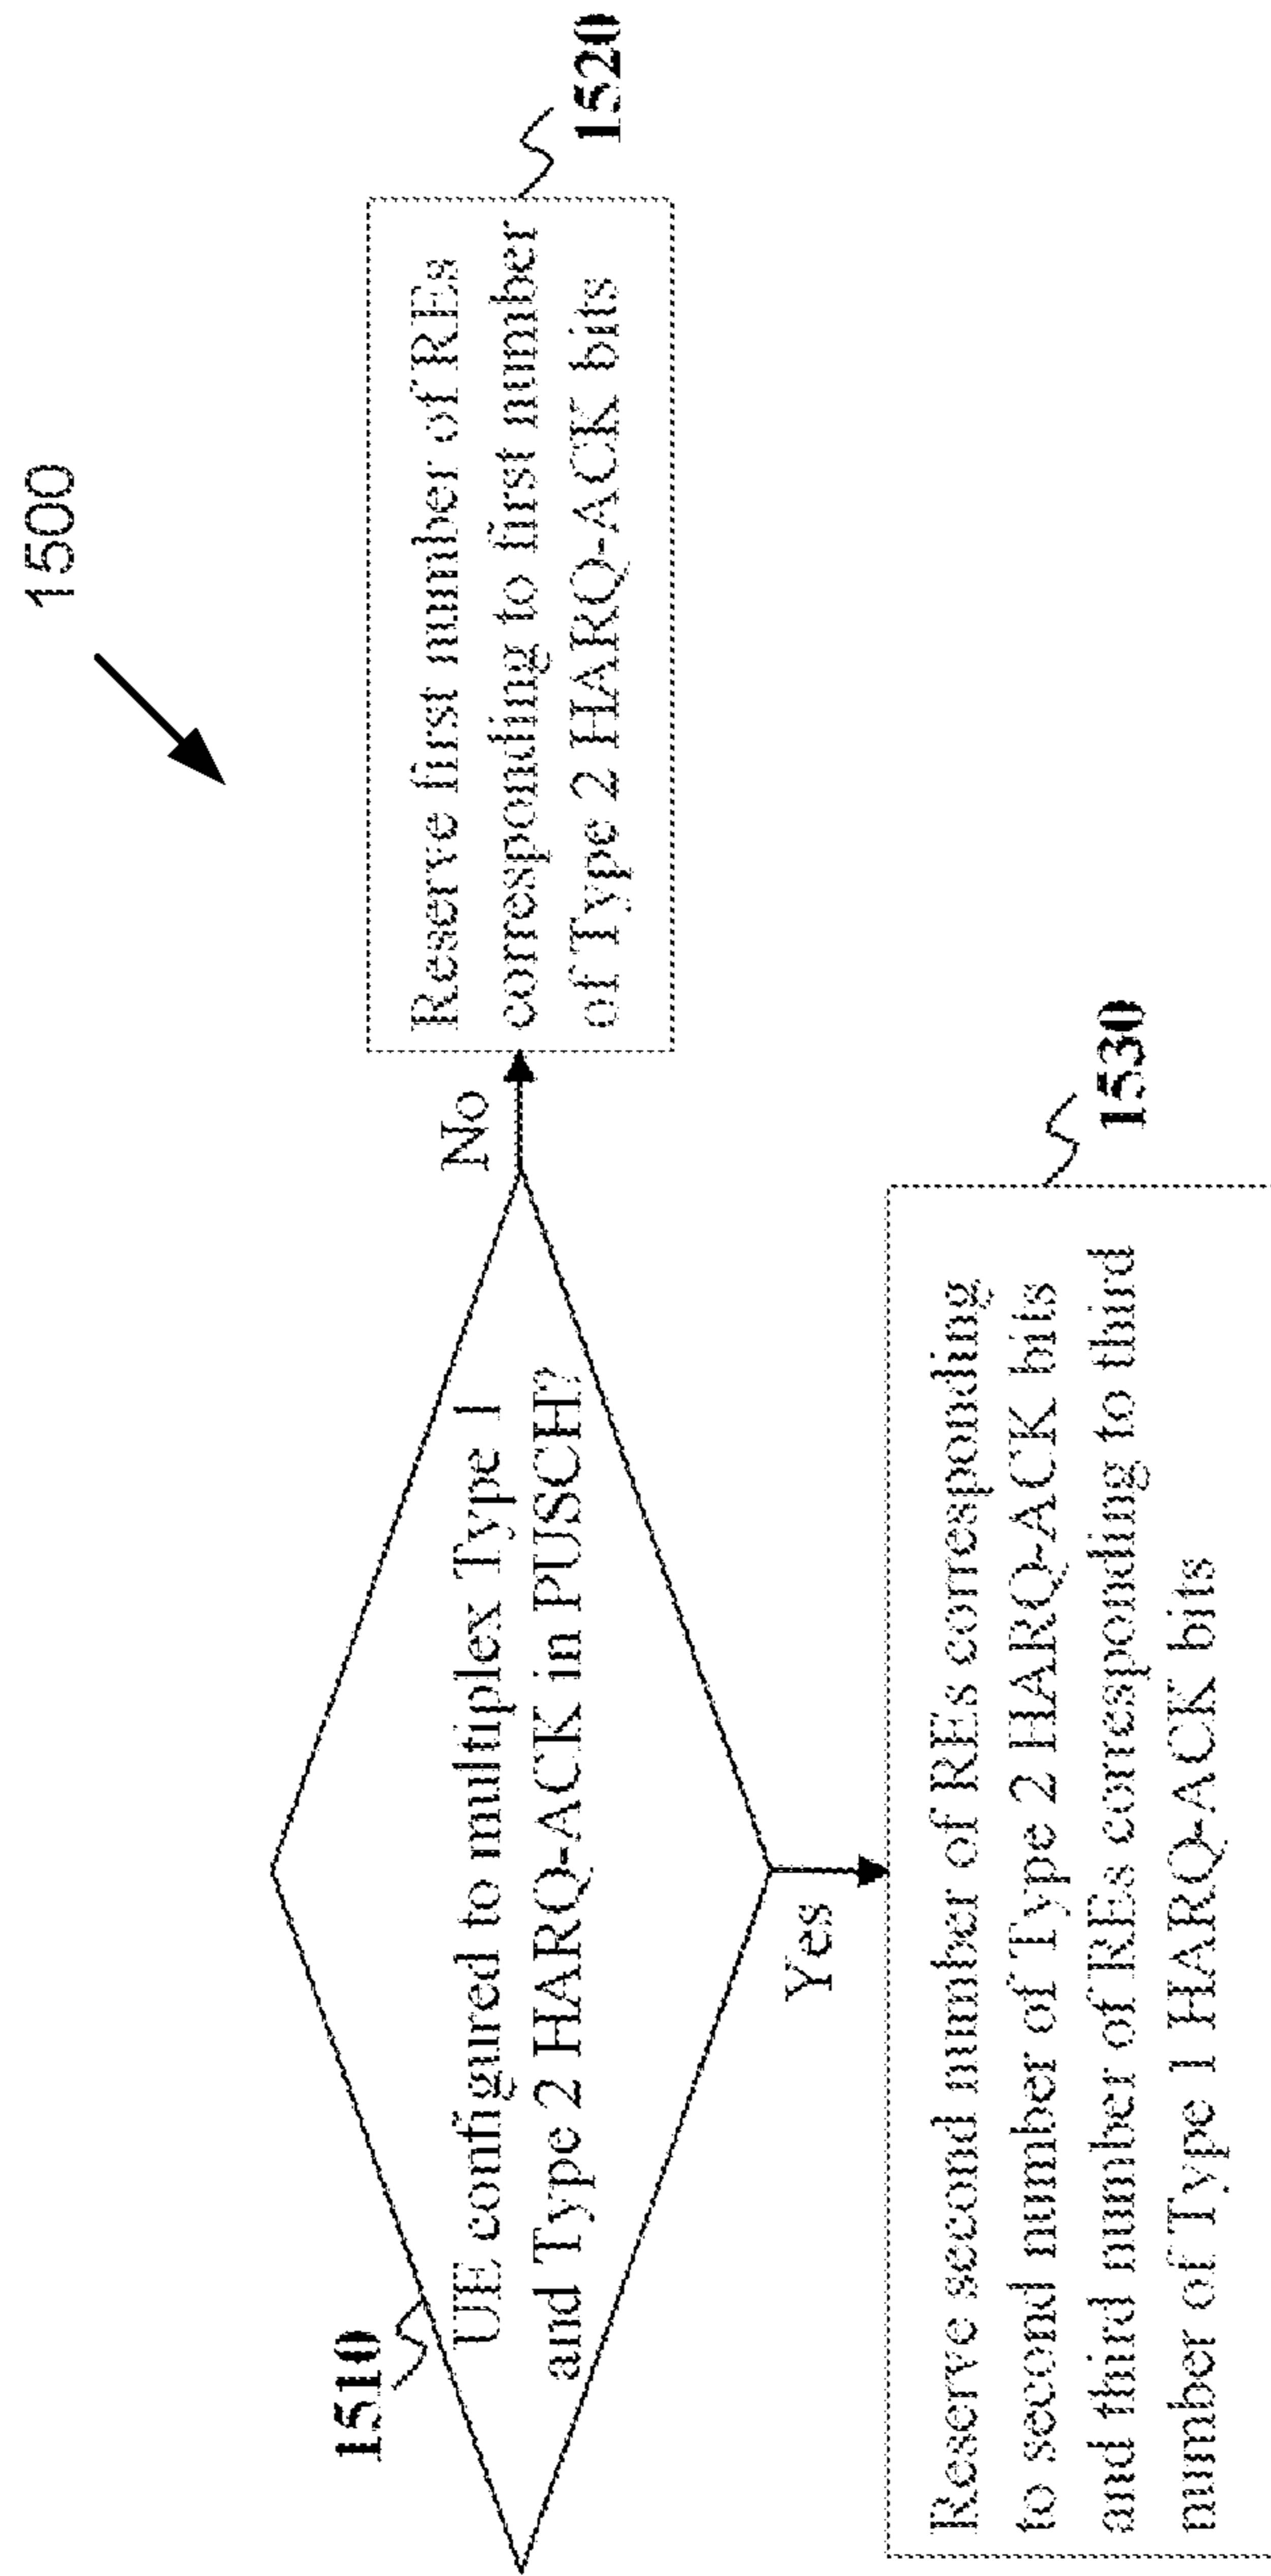 1500
1510
UE configured to multiplex Type 1
and Type 2 HARQ-ACK in PUSCH?
No
Reserve first number of REs
corresponding to first number
of Type 2 HARQ-ACK bits
1520
Yes
Reserve second number of REs corresponding
to second number of Type 2 HARQ-ACK bits
and third number of REs corresponding to third
number of Type 1 HARQ-ACK bits
1530